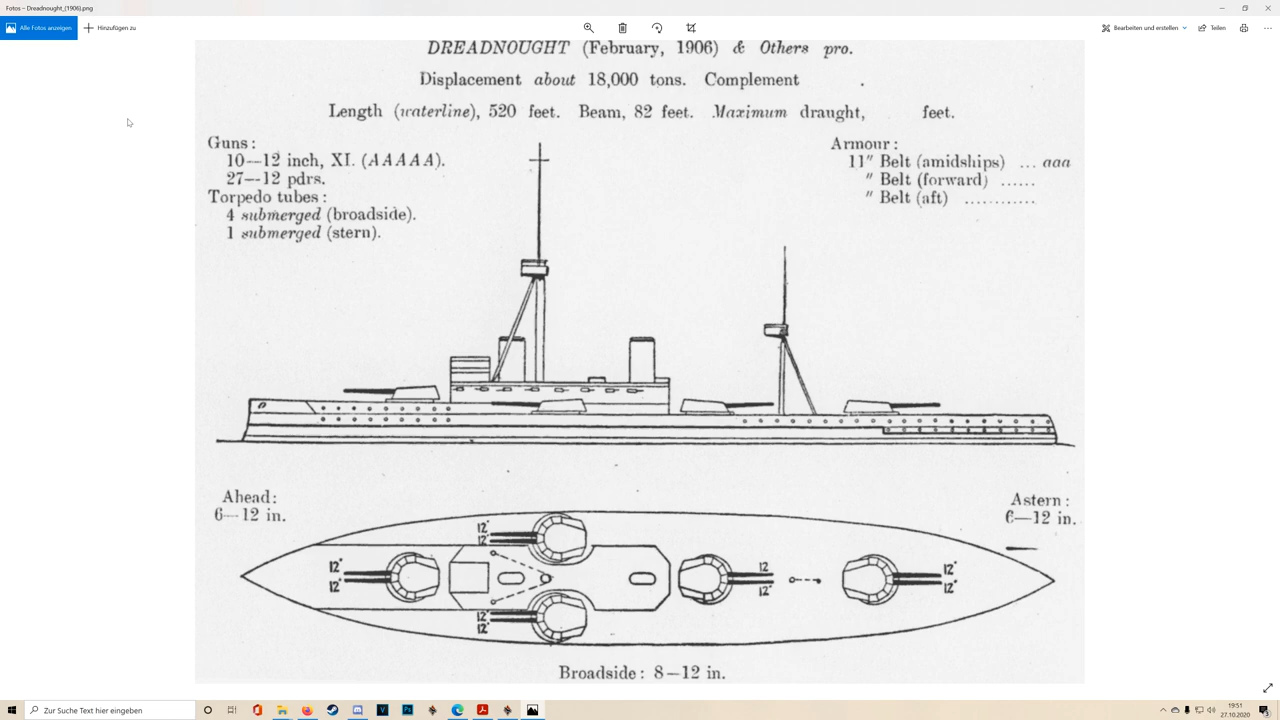 Fotos – Dreadnought_(1906).png
Alle Fotos anzeigen
Hinzufügen zu
Bearbeiten und erstellen
Teilen
DREADNOUGHT (February, 1906) & Others pro.
Displacement about 18,000 tons. Complement .
Length (waterline), 520 feet. Beam, 82 feet. Maximum draught, feet.
Guns:
10—12 inch, XI. (AAAAA).
27—12 pdrs.
Torpedo tubes:
4 submerged (broadside).
1 submerged (stern).
Armour:
11″ Belt (amidships) ... aaa
″ Belt (forward) ......
″ Belt (aft) ............
Ahead:
6—12 in.
Astern:
6—12 in.
12″
12″
12″
12″
12″
12″
12
12″
12″
12″
Broadside: 8—12 in.
Zur Suche Text hier eingeben
19:51
27.10.2020